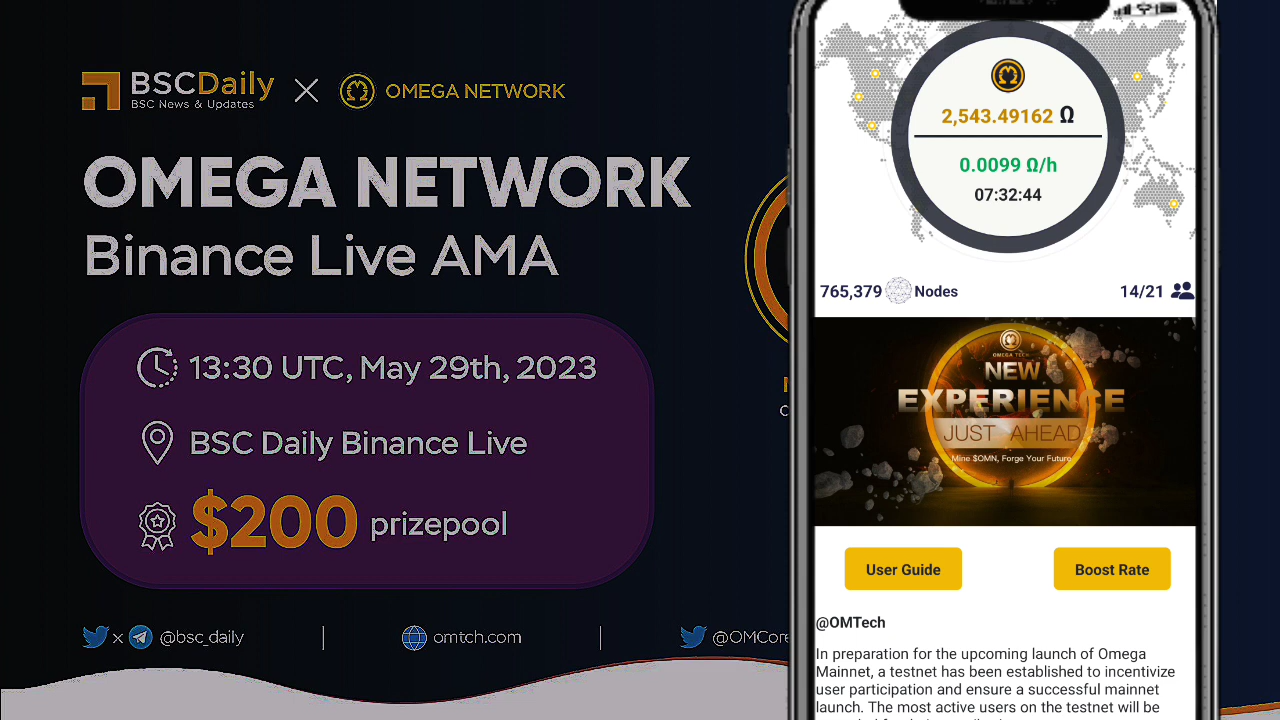 BSC Daily
BSC News & Updates
×
OMEGA NETWORK
OMEGA NETWORK
Binance Live AMA
13:30 May 29th, 2023
BSC Daily Binance Live
$200 prizepool
x @bsc_daily
omtch.com
@OMCore
2,543.49162 Ω
0.0099 Ω/h
07:32:44
765,379 Nodes
14/21
OMEGA TECH
NEW
EXPERIENCE
JUST AHEAD
Mine $OMN, Forge Your Future
User Guide
Boost Rate
@OMTech
In preparation for the upcoming launch of Omega
Mainnet, a testnet has been established to incentivize
user participation and ensure a successful mainnet
launch. The most active users on the testnet will be